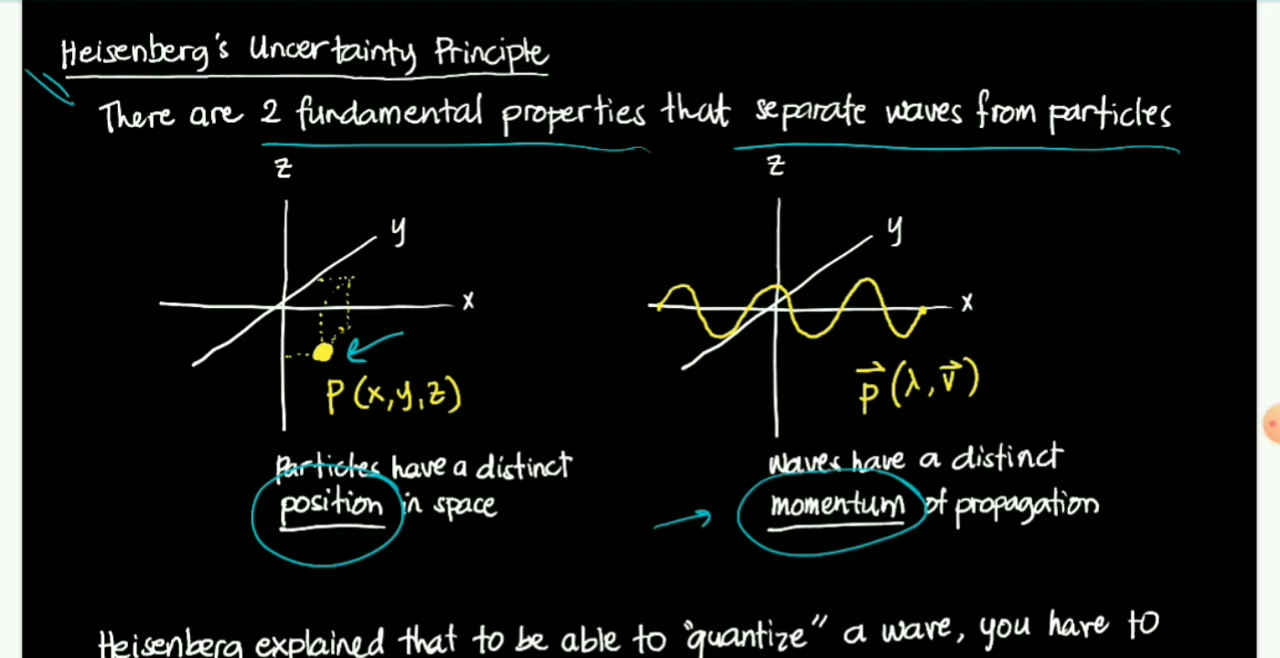 Heisenberg's Uncertainty Principle
There are 2 fundamental properties that separate waves from particles
z
z
y
y
x
x
P(x,y,z)
p⃗(λ,v⃗)
particles have a distinct
position in space
waves have a distinct
momentum of propagation
Heisenberg explained that to be able to "quantize" a wave, you have to